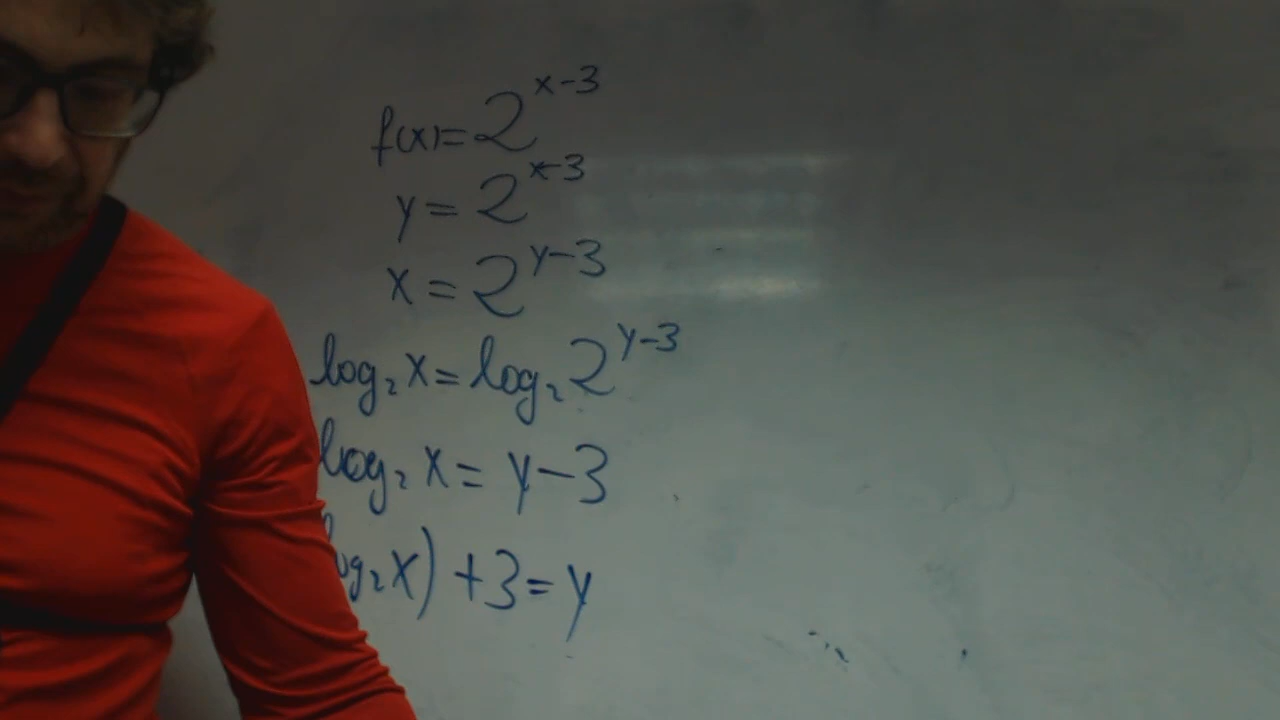 f(x)=2^{x-3}
y=2^{x-3}
x=2^{y-3}
log₂x=log₂2^{y-3}
log₂x=y-3
og₂x)+3=y